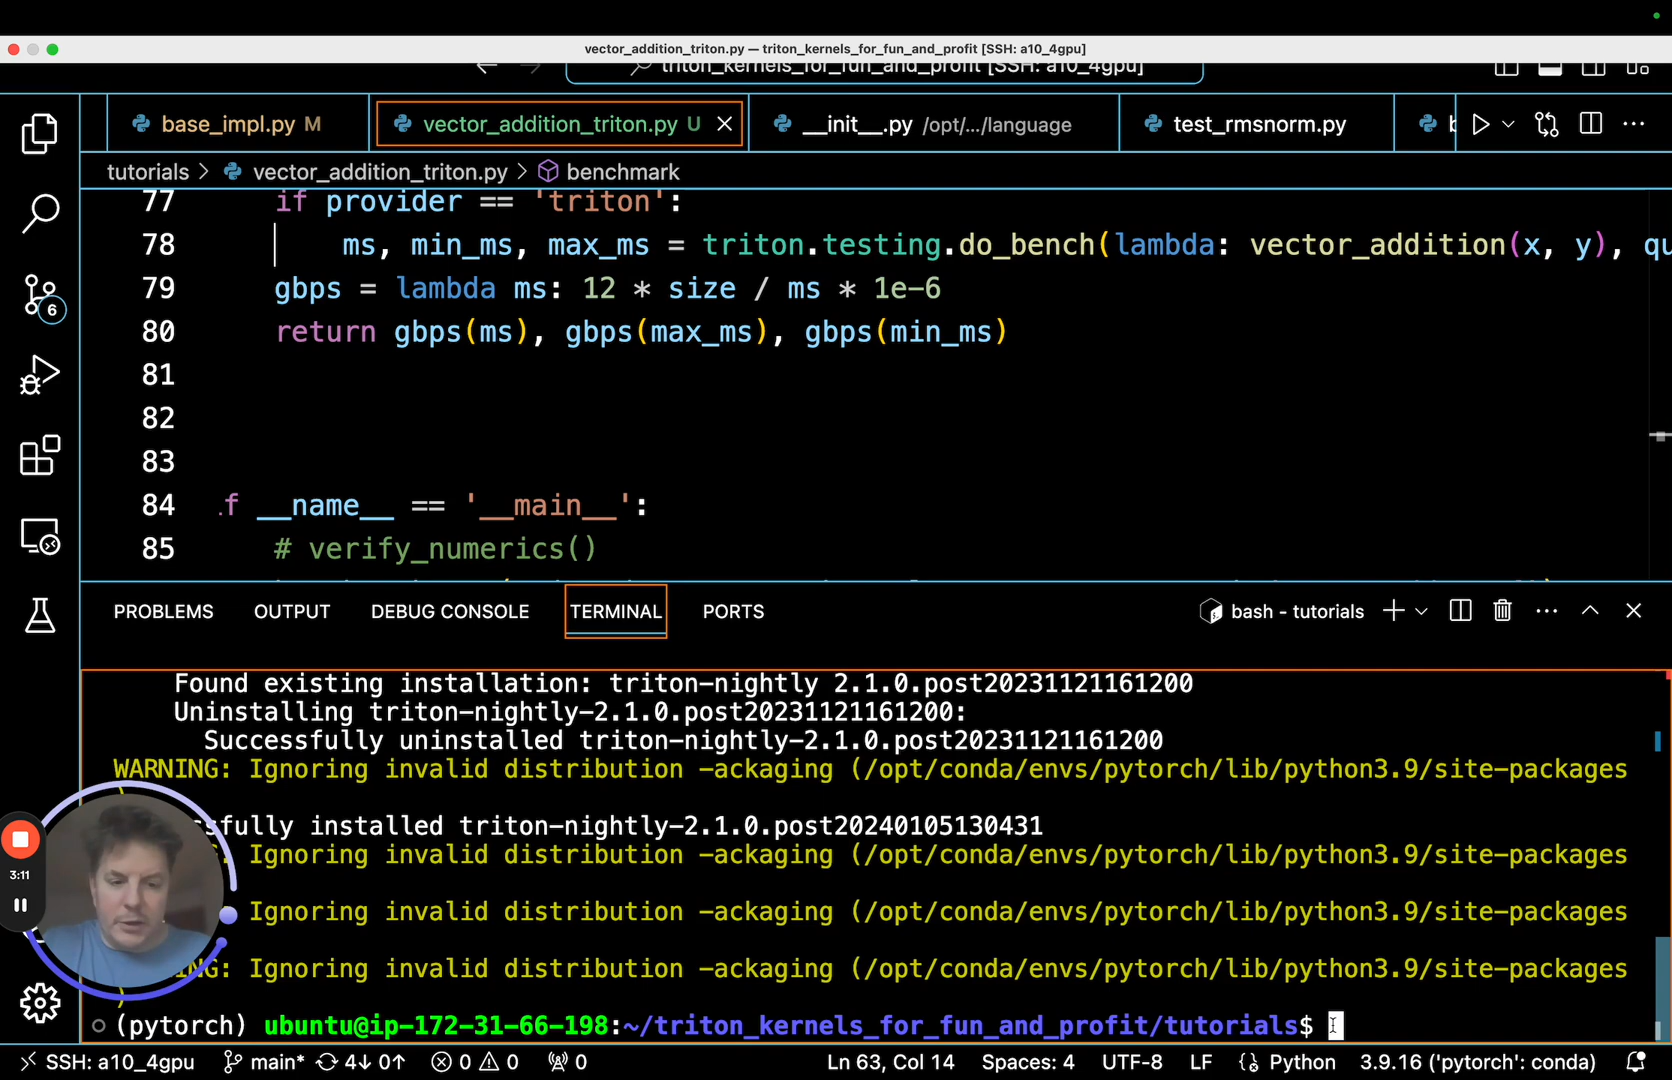 vector_addition_triton.py — triton_kernels_for_fun_and_profit [SSH: a10_4gpu]
triton_kernels_for_fun_and_profit [SSH: a10_4gpu]
base_impl.py M
vector_addition_triton.py U
__init__.py /opt/.../language
test_rmsnorm.py
tutorials > vector_addition_triton.py > benchmark
77 if provider == 'triton':
78 ms, min_ms, max_ms = triton.testing.do_bench(lambda: vector_addition(x, y), qu
79 gbps = lambda ms: 12 * size / ms * 1e-6
80 return gbps(ms), gbps(max_ms), gbps(min_ms)
81
82
83
84 f __name__ == '__main__':
85 # verify_numerics()
6
PROBLEMS OUTPUT DEBUG CONSOLE TERMINAL PORTS
bash - tutorials
Found existing installation: triton-nightly 2.1.0.post20231121161200
Uninstalling triton-nightly-2.1.0.post20231121161200:
Successfully uninstalled triton-nightly-2.1.0.post20231121161200
WARNING: Ignoring invalid distribution -ackaging (/opt/conda/envs/pytorch/lib/python3.9/site-packages
)
ssfully installed triton-nightly-2.1.0.post20240105130431
: Ignoring invalid distribution -ackaging (/opt/conda/envs/pytorch/lib/python3.9/site-packages
Ignoring invalid distribution -ackaging (/opt/conda/envs/pytorch/lib/python3.9/site-packages
ING: Ignoring invalid distribution -ackaging (/opt/conda/envs/pytorch/lib/python3.9/site-packages
)
(pytorch) ubuntu@ip-172-31-66-198:~/triton_kernels_for_fun_and_profit/tutorials$
3:11
SSH: a10_4gpu main* 4↓ 0↑ 0 0 0 Ln 63, Col 14 Spaces: 4 UTF-8 LF Python 3.9.16 ('pytorch': conda)